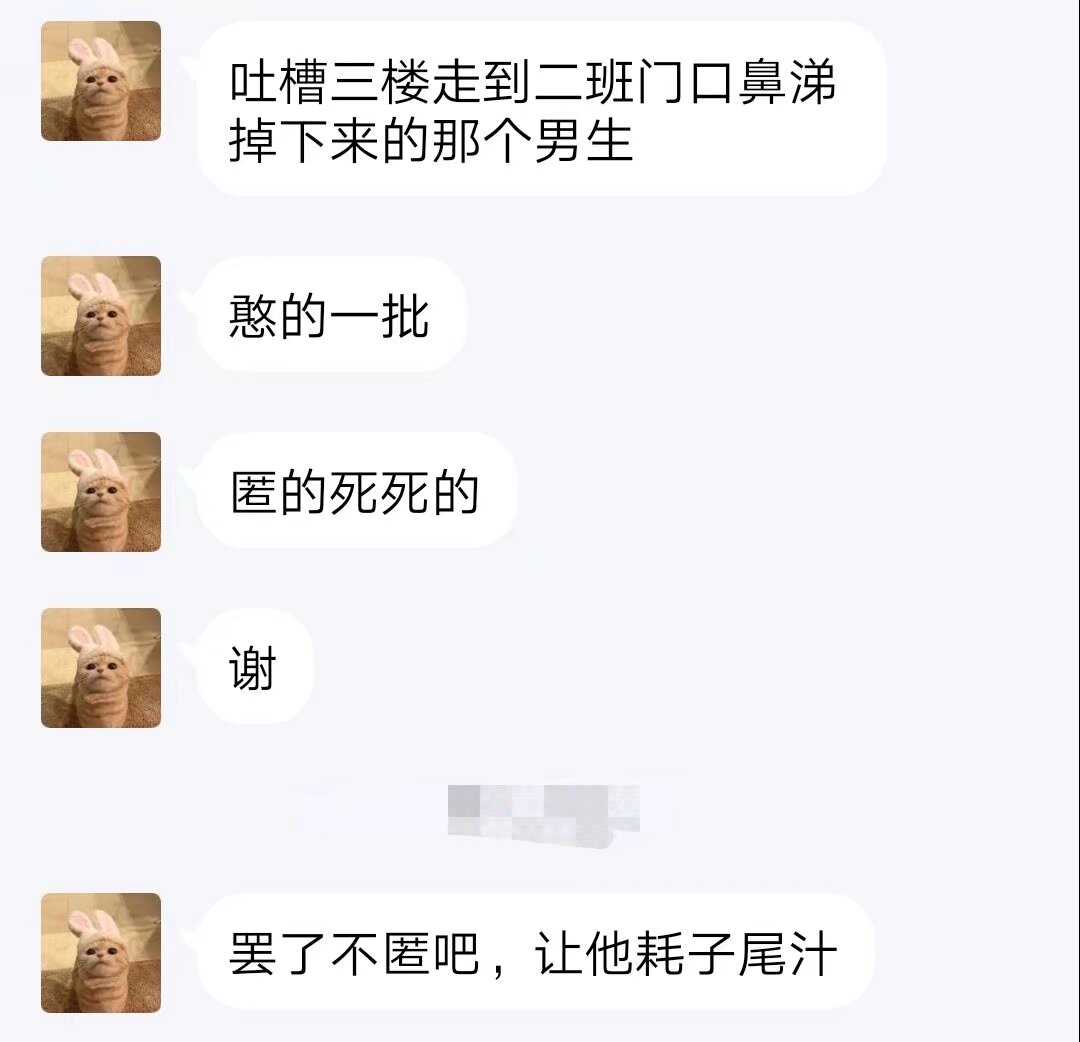 吐槽三楼走到二班门口鼻涕
掉下来的那个男生
憨的一批
匿的死死的
谢
罢了不匿吧，让他耗子尾汁